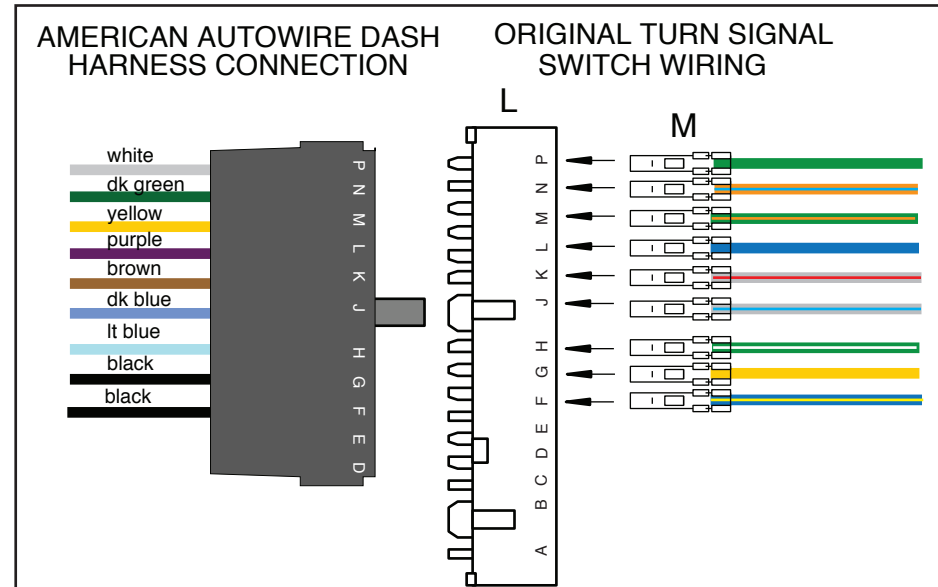 AMERICAN AUTOWIRE DASH
HARNESS CONNECTION
ORIGINAL TURN SIGNAL
SWITCH WIRING
L
M
white
dk green
yellow
purple
brown
dk blue
lt blue
black
black
P
N
M
L
K
J
H
G
F
E
D
P
N
M
L
K
J
H
G
F
E
D
C
B
A